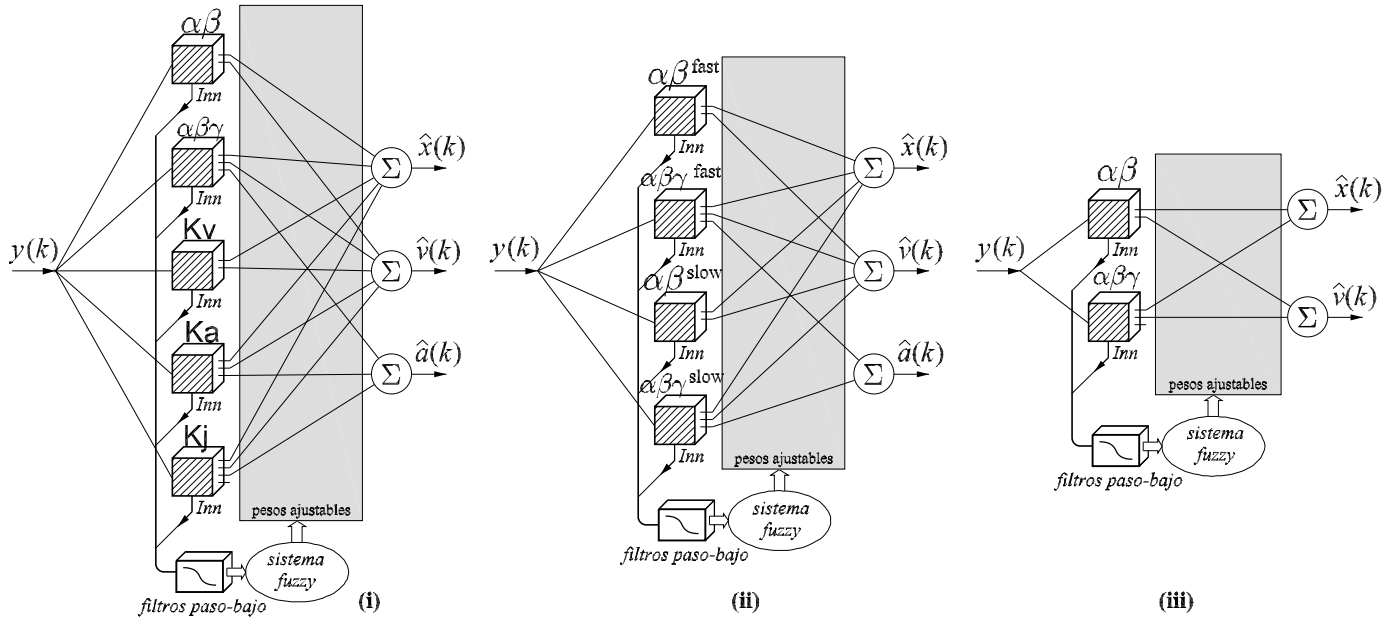 αβ
Inn
αβγ
Inn
Kv
Inn
Ka
Inn
Kj
Inn
y(k)
x̂(k)
v̂(k)
â(k)
Σ
Σ
Σ
pesos ajustables
sistema
fuzzy
filtros paso-bajo
(i)
αβ fast
Inn
αβγ fast
Inn
αβ slow
Inn
αβγ slow
Inn
y(k)
x̂(k)
v̂(k)
â(k)
Σ
Σ
Σ
pesos ajustables
sistema
fuzzy
filtros paso-bajo
(ii)
αβ
Inn
αβγ
Inn
y(k)
x̂(k)
v̂(k)
Σ
Σ
pesos ajustables
sistema
fuzzy
filtros paso-bajo
(iii)